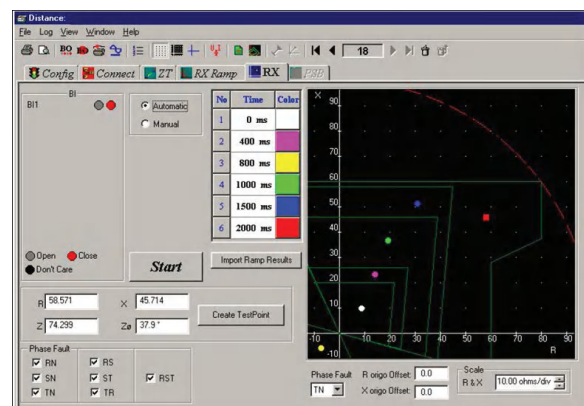 Distance:
File Log View Window Help
18
Config Connect ZT RX Ramp RX PSB
BI
BI1
Open Close
Don't Care
Automatic
Manual
Start
No Time Color
1 0 ms
2 400 ms
3 800 ms
4 1000 ms
5 1500 ms
6 2000 ms
Import Ramp Results
R 58.571 X 45.714
Z 74.299 Zø 37.9°
Create TestPoint
Phase Fault
RN RS
SN ST RST
TN TR
X
90
80
70
60
50
40
30
20
10
-10 10 20 30 40 50 60 70 80 90
-10
R
Phase Fault R origo Offset: 0.0
TN X origo Offset: 0.0
Scale
R & X 10.00 ohms/div